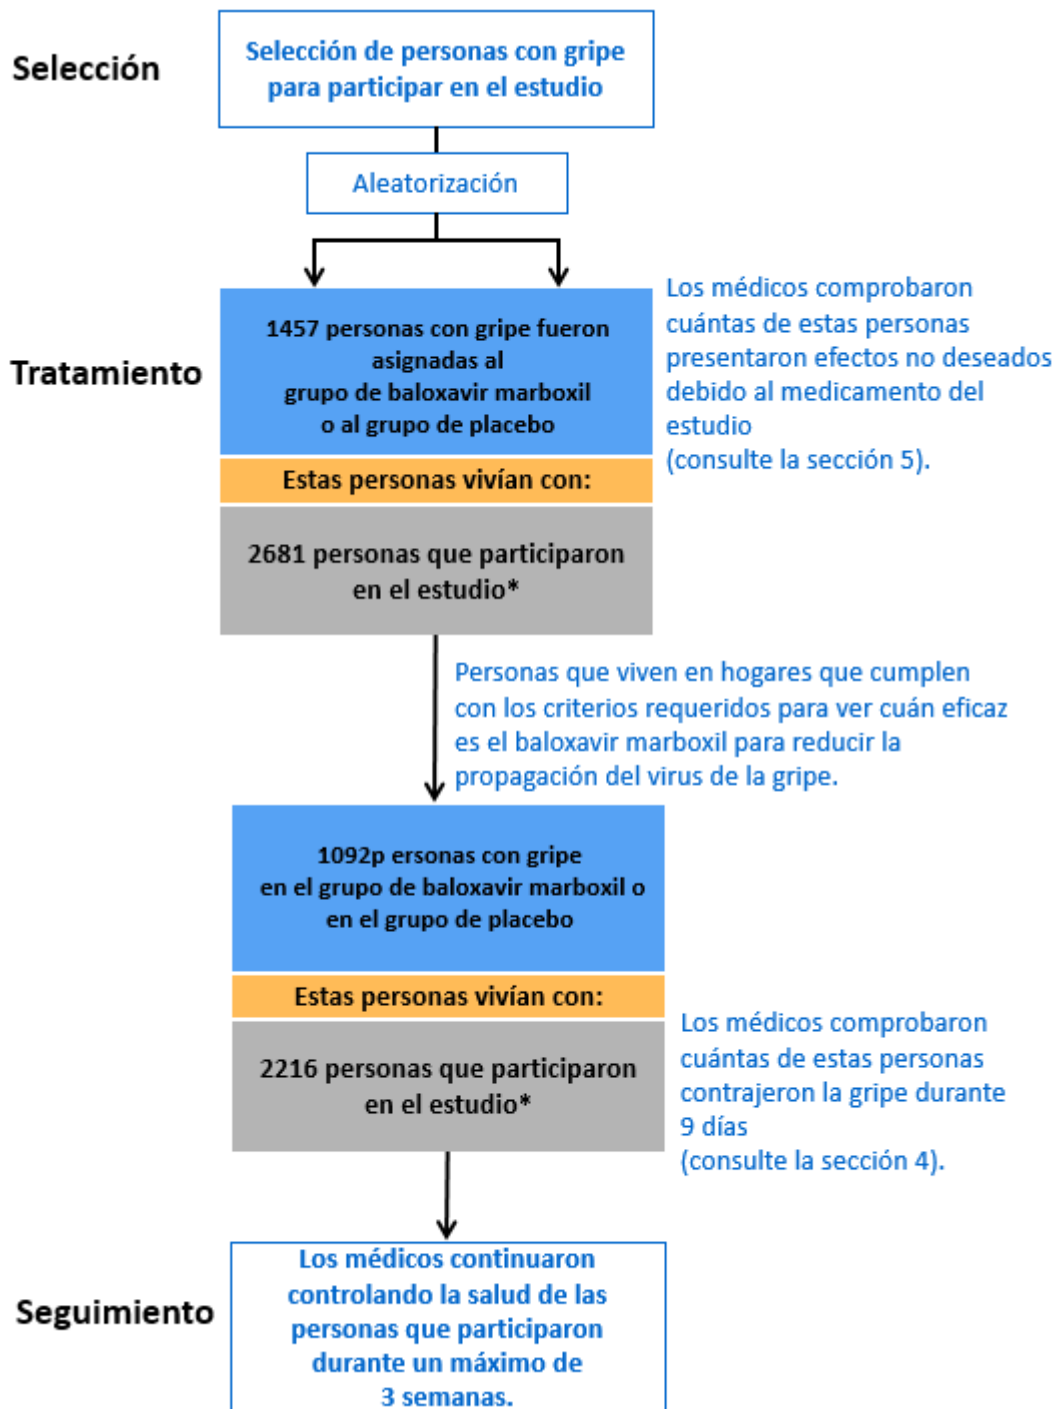 Selección
Selección de personas con gripe
para participar en el estudio
Aleatorización
Tratamiento
1457 personas con gripe fueron
asignadas al
grupo de baloxavir marboxil
o al grupo de placebo
Los médicos comprobaron
cuántas de estas personas
presentaron efectos no deseados
debido al medicamento del
estudio
(consulte la sección 5).
Estas personas vivían con:
2681 personas que participaron
en el estudio*
Personas que viven en hogares que cumplen
con los criterios requeridos para ver cuán eficaz
es el baloxavir marboxil para reducir la
propagación del virus de la gripe.
1092p ersonas con gripe
en el grupo de baloxavir marboxil o
en el grupo de placebo
Estas personas vivían con:
2216 personas que participaron
en el estudio*
Los médicos comprobaron
cuántas de estas personas
contrajeron la gripe durante
9 días
(consulte la sección 4).
Seguimiento
Los médicos continuaron
controlando la salud de las
personas que participaron
durante un máximo de
3 semanas.